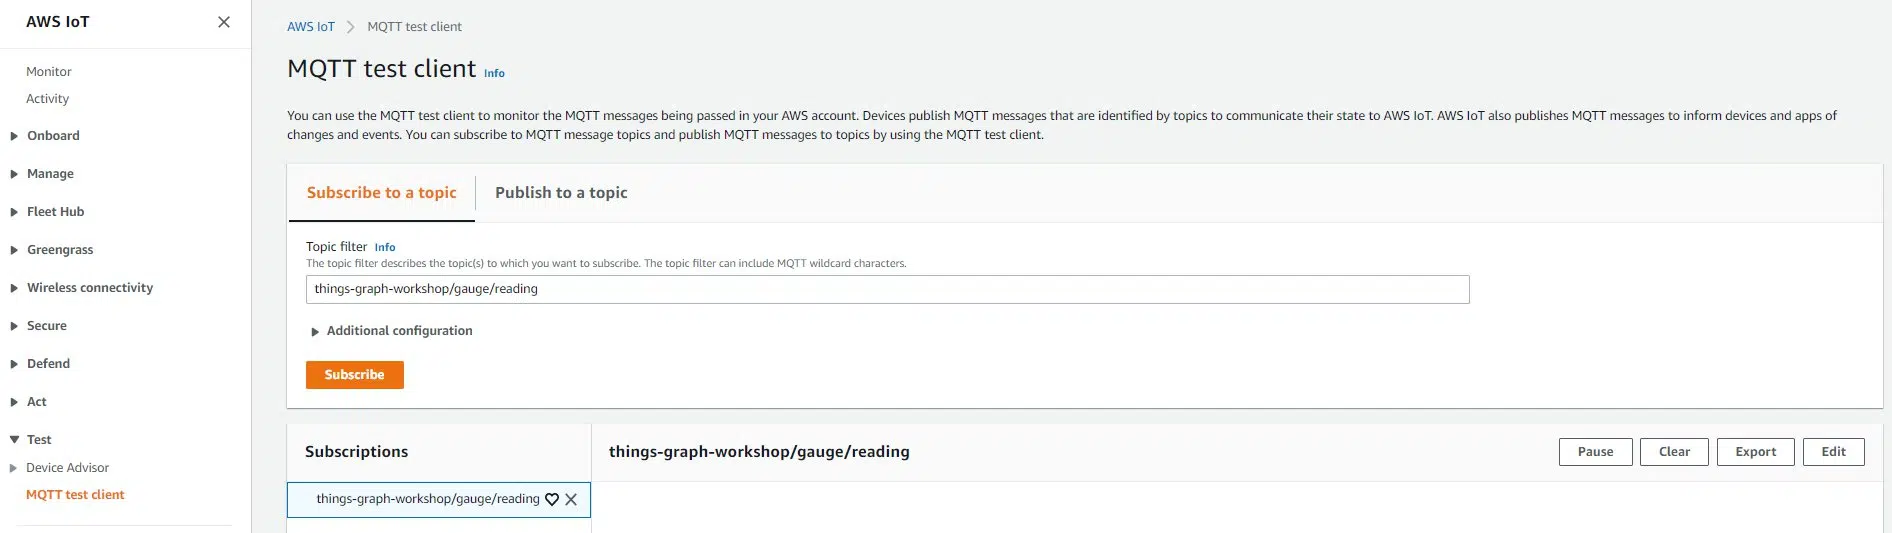 AWS IoT
Monitor
Activity
Onboard
Manage
Fleet Hub
Greengrass
Wireless connectivity
Secure
Defend
Act
Test
Device Advisor
MQTT test client
AWS IoT > MQTT test client
MQTT test client Info
You can use the MQTT test client to monitor the MQTT messages being passed in your AWS account. Devices publish MQTT messages that are identified by topics to communicate their state to AWS IoT. AWS IoT also publishes MQTT messages to inform devices and apps of
changes and events. You can subscribe to MQTT message topics and publish MQTT messages to topics by using the MQTT test client.
Subscribe to a topic Publish to a topic
Topic filter Info
The topic filter describes the topic(s) to which you want to subscribe. The topic filter can include MQTT wildcard characters.
things-graph-workshop/gauge/reading
Additional configuration
Subscribe
Subscriptions
things-graph-workshop/gauge/reading
things-graph-workshop/gauge/reading
Pause Clear Export Edit